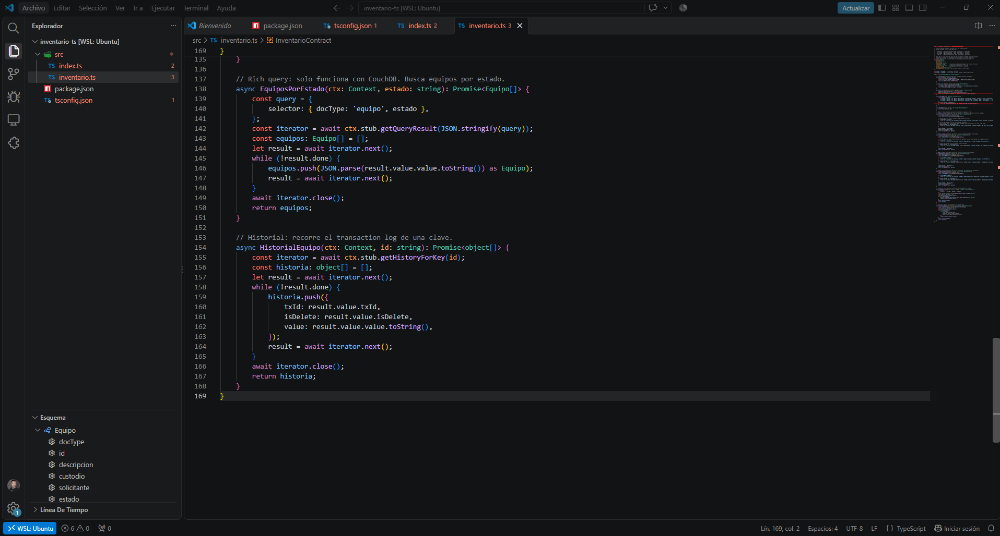 Archivo Editar Selección Ver Ir a Ejecutar Terminal Ayuda
inventario-ts [WSL: Ubuntu]
Actualizar
Explorador
inventario-ts [WSL: Ubuntu]
src
TS index.ts 2
TS inventario.ts 3
package.json
TS tsconfig.json 1
Esquema
Equipo
docType
id
descripcion
custodio
solicitante
estado
Línea De Tiempo
Bienvenido
package.json
TS tsconfig.json 1
TS index.ts 2
TS inventario.ts 3
src > TS inventario.ts > InventarioContract
169 }
135 }
136
137 // Rich query: solo funciona con CouchDB. Busca equipos por estado.
138 async EquiposPorEstado(ctx: Context, estado: string): Promise<Equipo[]> {
139 const query = {
140 selector: { docType: 'equipo', estado },
141 };
142 const iterator = await ctx.stub.getQueryResult(JSON.stringify(query));
143 const equipos: Equipo[] = [];
144 let result = await iterator.next();
145 while (!result.done) {
146 equipos.push(JSON.parse(result.value.value.toString()) as Equipo);
147 result = await iterator.next();
148 }
149 await iterator.close();
150 return equipos;
151 }
152
153 // Historial: recorre el transaction log de una clave.
154 async HistorialEquipo(ctx: Context, id: string): Promise<object[]> {
155 const iterator = await ctx.stub.getHistoryForKey(id);
156 const historia: object[] = [];
157 let result = await iterator.next();
158 while (!result.done) {
159 historia.push({
160 txId: result.value.txId,
161 isDelete: result.value.isDelete,
162 value: result.value.value.toString(),
163 });
164 result = await iterator.next();
165 }
166 await iterator.close();
167 return historia;
168 }
169 }
1
WSL: Ubuntu
6 0
0
Lín. 169, col. 2
Espacios: 4
UTF-8
LF
{ } TypeScript
Iniciar sesión